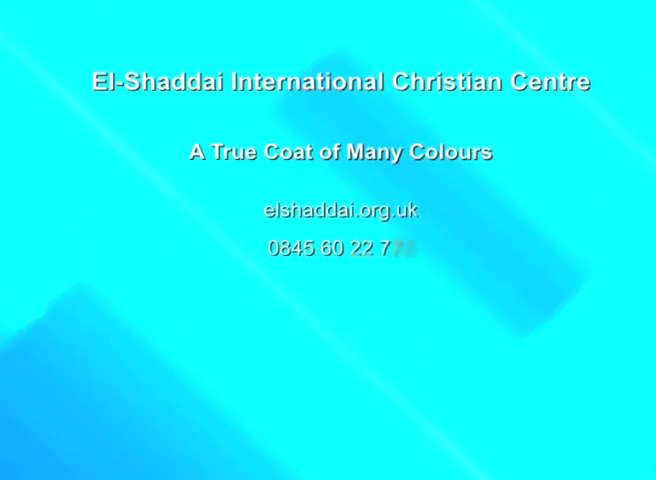 El-Shaddai International Christian Centre
A True Coat of Many Colours
elshaddai.org.uk
0845 60 22 7